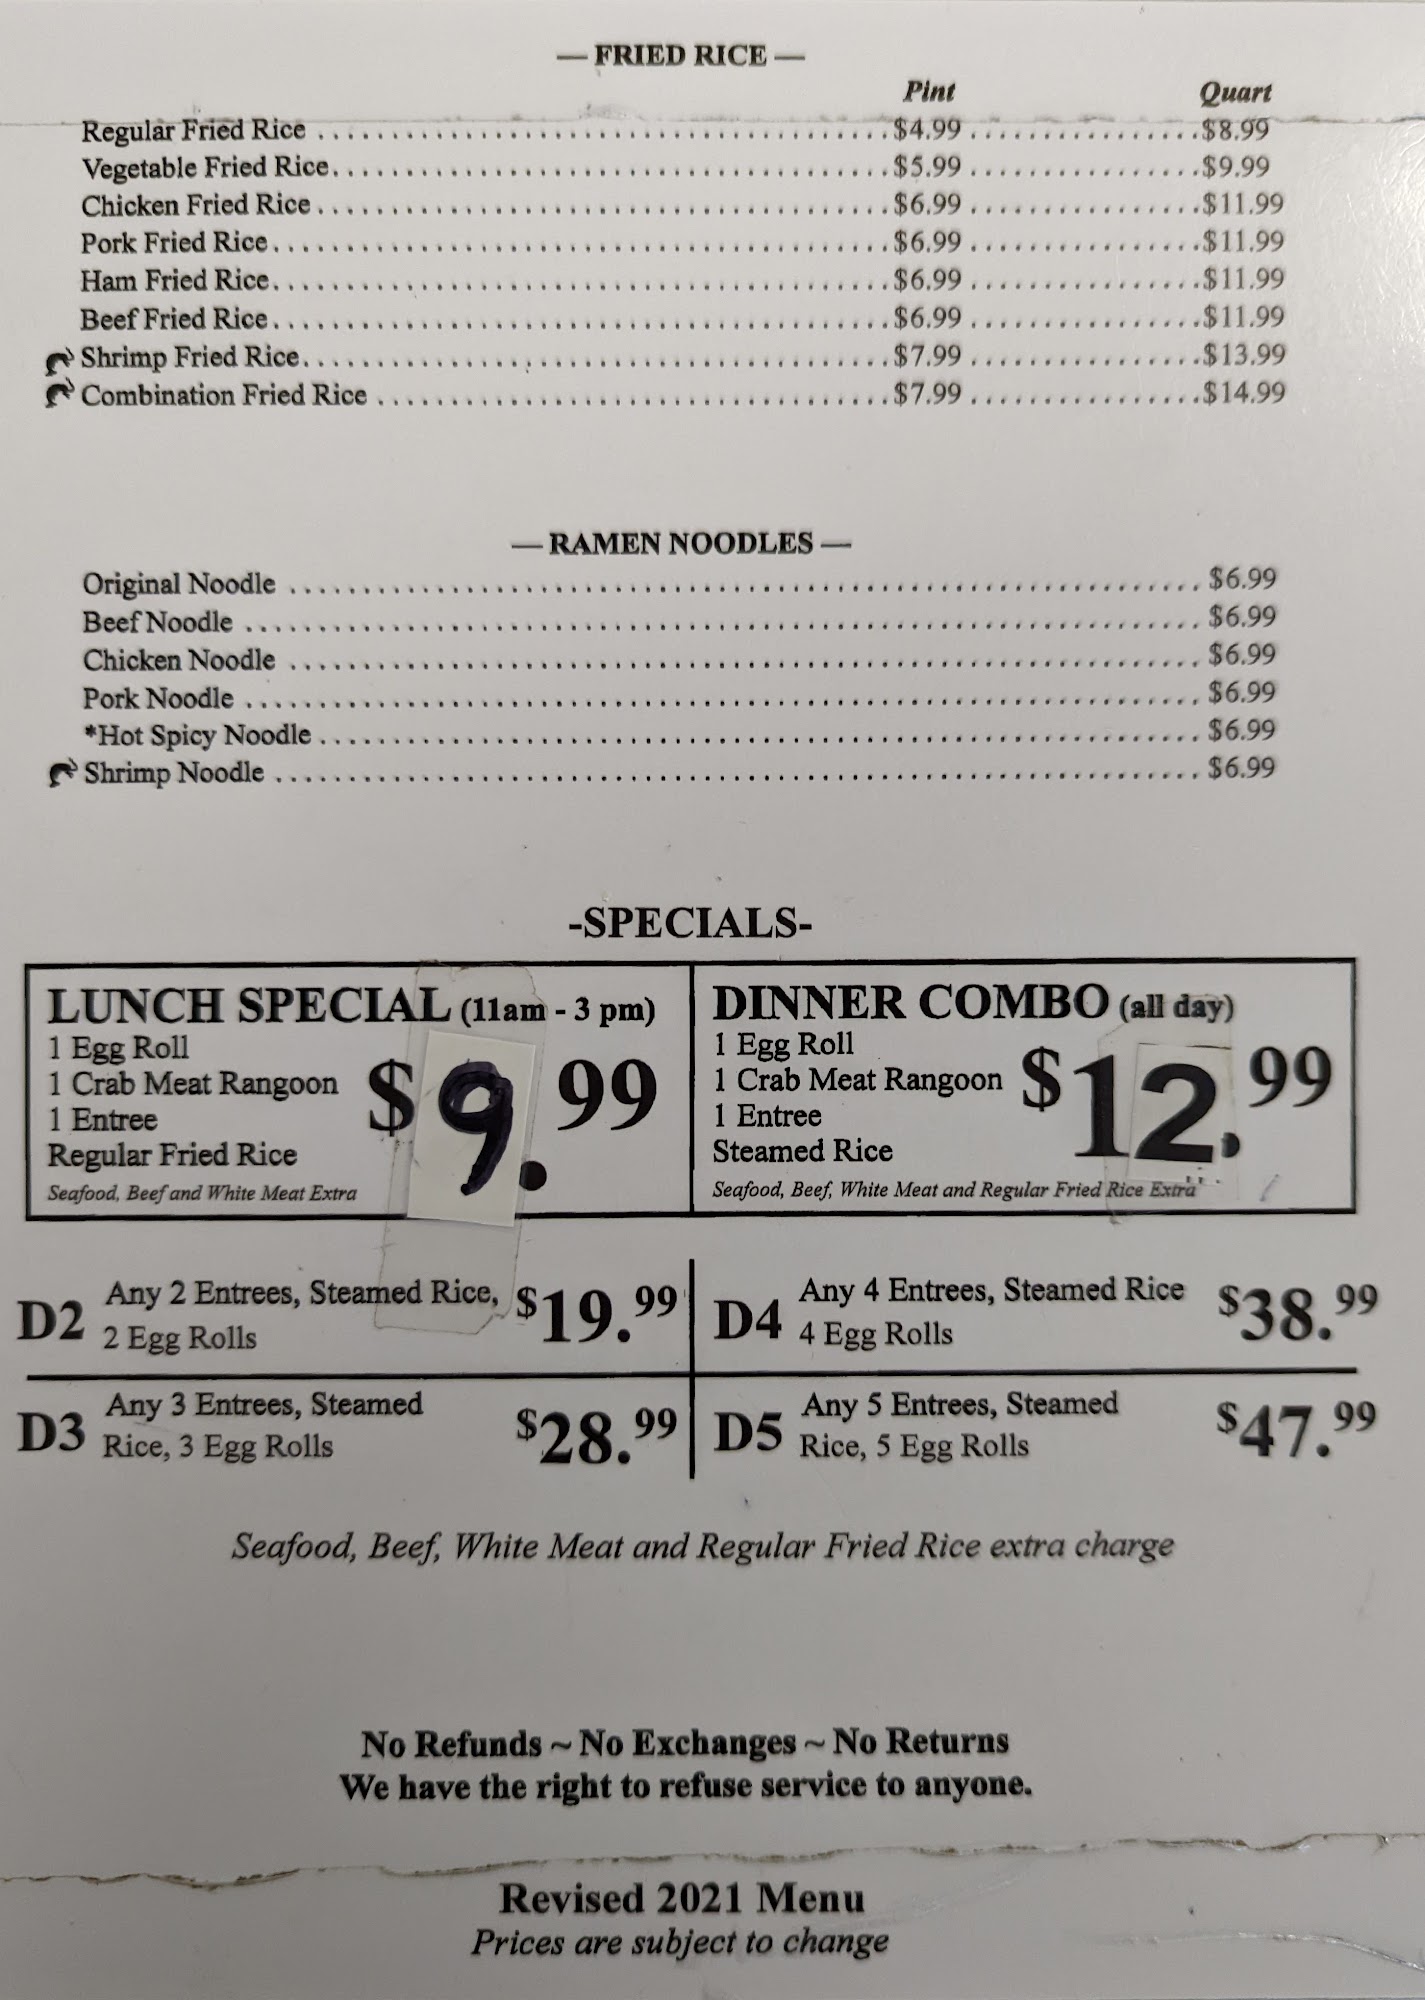 — FRIED RICE —
Pint Quart
Regular Fried Rice $4.99 $8.99
Vegetable Fried Rice $5.99 $9.99
Chicken Fried Rice $6.99 $11.99
Pork Fried Rice $6.99 $11.99
Ham Fried Rice $6.99 $11.99
Beef Fried Rice $6.99 $11.99
Shrimp Fried Rice $7.99 $13.99
Combination Fried Rice $7.99 $14.99
— RAMEN NOODLES —
Original Noodle $6.99
Beef Noodle $6.99
Chicken Noodle $6.99
Pork Noodle $6.99
*Hot Spicy Noodle $6.99
Shrimp Noodle $6.99
-SPECIALS-
LUNCH SPECIAL (11am - 3 pm)
1 Egg Roll
1 Crab Meat Rangoon
1 Entree
Regular Fried Rice
$9.99
Seafood, Beef and White Meat Extra
DINNER COMBO (all day)
1 Egg Roll
1 Crab Meat Rangoon
1 Entree
Steamed Rice
$12.99
Seafood, Beef, White Meat and Regular Fried Rice Extra
D2 Any 2 Entrees, Steamed Rice,
2 Egg Rolls
$19.99
D4 Any 4 Entrees, Steamed Rice
4 Egg Rolls
$38.99
D3 Any 3 Entrees, Steamed
Rice, 3 Egg Rolls
$28.99
D5 Any 5 Entrees, Steamed
Rice, 5 Egg Rolls
$47.99
Seafood, Beef, White Meat and Regular Fried Rice extra charge
No Refunds ~ No Exchanges ~ No Returns
We have the right to refuse service to anyone.
Revised 2021 Menu
Prices are subject to change